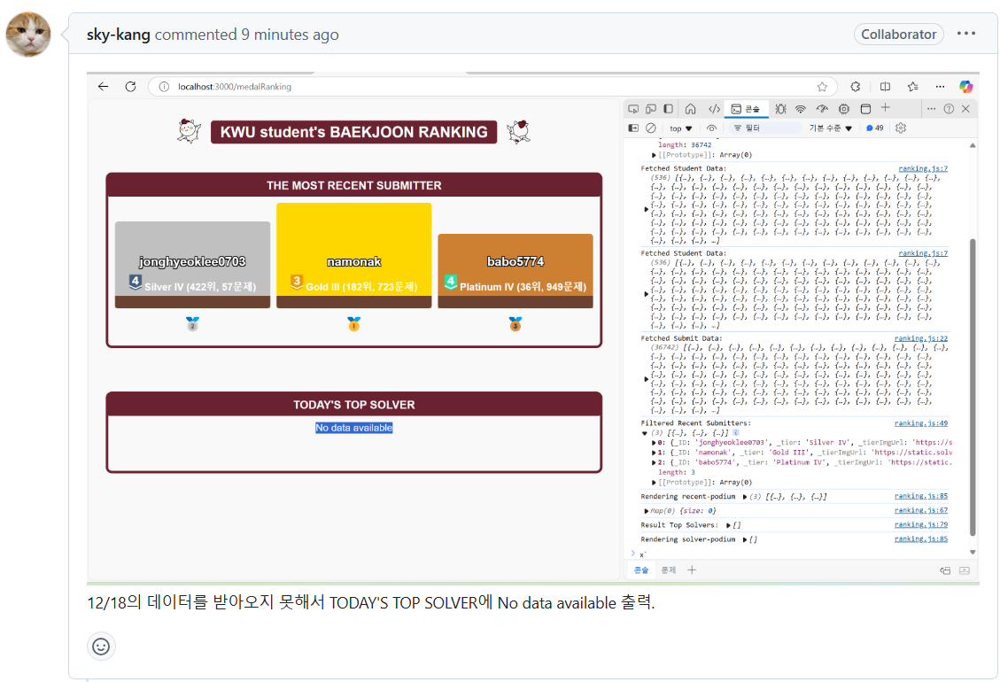 sky-kang commented 9 minutes ago
Collaborator
localhost:3000/medalRanking
KWU student's BAEKJOON RANKING
THE MOST RECENT SUBMITTER
jonghyeoklee0703
4 Silver IV (422위, 57문제)
2
namonak
3 Gold III (182위, 723문제)
1
babo5774
4 Platinum IV (36위, 949문제)
3
TODAY'S TOP SOLVER
No data available
콘솔
top ▼
필터
기본 수준 ▼
49
length: 36742
▶ [[Prototype]]: Array(0)
Fetched Student Data: ranking.js:7
(536) [{…}, {…}, {…}, {…}, {…}, {…}, {…}, {…}, {…}, {…}, {…}, {…}, {…},
{…}, {…}, {…}, {…}, {…}, {…}, {…}, {…}, {…}, {…}, {…}, {…}, {…},
{…}, {…}, {…}, {…}, {…}, {…}, {…}, {…}, {…}, {…}, {…}, {…}, {…},
{…}, {…}, {…}, {…}, {…}, {…}, {…}, {…}, {…}, {…}, {…}, {…}, {…},
▶ {…}, {…}, {…}, {…}, {…}, {…}, {…}, {…}, {…}, {…}, {…}, {…}, {…},
{…}, {…}, {…}, {…}, {…}, {…}, {…}, {…}, {…}, {…}, {…}, {…}, {…},
{…}, {…}, {…}, {…}, {…}, {…}, {…}, {…}, {…}, {…}, {…}, {…}, {…},
{…}, {…}, {…}, …]
Fetched Student Data: ranking.js:7
(536) [{…}, {…}, {…}, {…}, {…}, {…}, {…}, {…}, {…}, {…}, {…}, {…}, {…},
{…}, {…}, {…}, {…}, {…}, {…}, {…}, {…}, {…}, {…}, {…}, {…}, {…},
{…}, {…}, {…}, {…}, {…}, {…}, {…}, {…}, {…}, {…}, {…}, {…}, {…},
{…}, {…}, {…}, {…}, {…}, {…}, {…}, {…}, {…}, {…}, {…}, {…}, {…},
▶ {…}, {…}, {…}, {…}, {…}, {…}, {…}, {…}, {…}, {…}, {…}, {…}, {…},
{…}, {…}, {…}, {…}, {…}, {…}, {…}, {…}, {…}, {…}, {…}, {…}, {…},
{…}, {…}, {…}, {…}, {…}, {…}, {…}, {…}, {…}, {…}, {…}, {…}, {…},
{…}, {…}, {…}, …]
Fetched Submit Data: ranking.js:22
(36742) [{…}, {…}, {…}, {…}, {…}, {…}, {…}, {…}, {…}, {…}, {…}, {…}, {…},
{…}, {…}, {…}, {…}, {…}, {…}, {…}, {…}, {…}, {…}, {…}, {…}, {…},
{…}, {…}, {…}, {…}, {…}, {…}, {…}, {…}, {…}, {…}, {…}, {…}, {…},
{…}, {…}, {…}, {…}, {…}, {…}, {…}, {…}, {…}, {…}, {…}, {…}, {…},
▶ {…}, {…}, {…}, {…}, {…}, {…}, {…}, {…}, {…}, {…}, {…}, {…}, {…},
{…}, {…}, {…}, {…}, {…}, {…}, {…}, {…}, {…}, {…}, {…}, {…}, {…},
{…}, {…}, {…}, {…}, {…}, {…}, {…}, {…}, {…}, {…}, {…}, {…}, {…},
{…}, {…}, {…}, …]
Filtered Recent Submitters: ranking.js:49
▼ (3) [{…}, {…}, {…}] i
▶ 0: {_ID: 'jonghyeoklee0703', _tier: 'Silver IV', _tierImgUrl: 'https://s
▶ 1: {_ID: 'namonak', _tier: 'Gold III', _tierImgUrl: 'https://static.solv
▶ 2: {_ID: 'babo5774', _tier: 'Platinum IV', _tierImgUrl: 'https://static.
length: 3
▶ [[Prototype]]: Array(0)
Rendering recent-podium ▶ (3) [{…}, {…}, {…}] ranking.js:85
▶ Map(0) {size: 0} ranking.js:67
Result Top Solvers: ▶ [] ranking.js:79
Rendering solver-podium ▶ [] ranking.js:85
> x`
콘솔 문제
12/18의 데이터를 받아오지 못해서 TODAY'S TOP SOLVER에 No data available 출력.